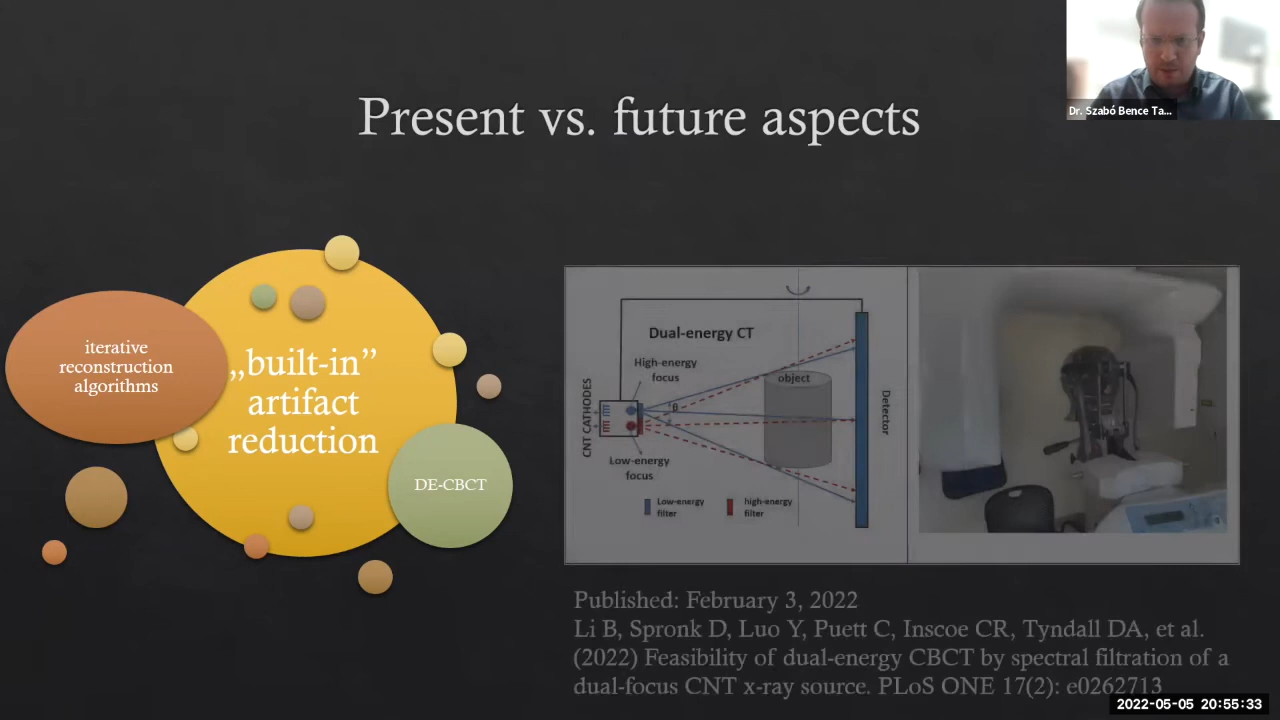 Dr. Szabó Bence Ta...
Present vs. future aspects
iterative
reconstruction
algorithms
„built-in”
artifact
reduction
DE-CBCT
Dual-energy CT
High-energy
focus
object
CNT CATHODES
θ
Detector
Low-energy
focus
Low-energy
filter
high-energy
filter
Published: February 3, 2022
Li B, Spronk D, Luo Y, Puett C, Inscoe CR, Tyndall DA, et al.
(2022) Feasibility of dual-energy CBCT by spectral filtration of a
dual-focus CNT x-ray source. PLoS ONE 17(2): e0262713
2022-05-05 20:55:33